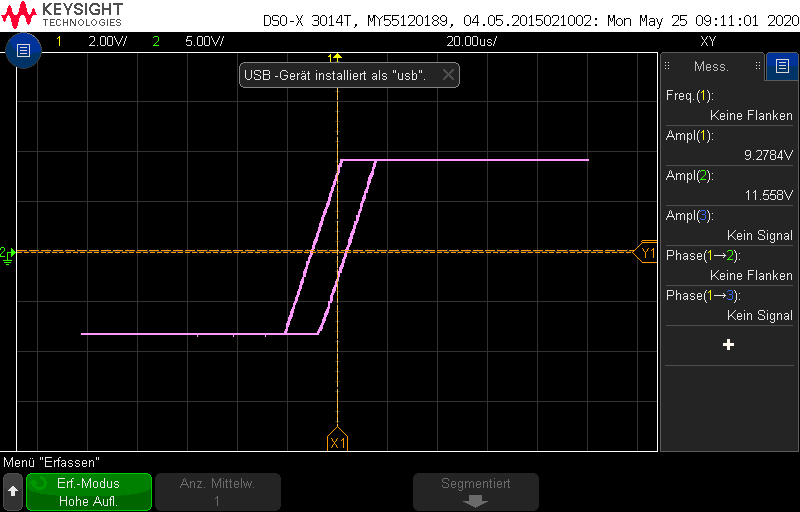 KEYSIGHT
TECHNOLOGIES
DSO-X 3014T, MY55120189, 04.05.2015021002: Mon May 25 09:11:01 2020
1 2.00V/ 2 5.00V/ 20.00us/ XY
1
USB -Gerät installiert als "usb".
Mess.
Freq.(1):
Keine Flanken
Ampl(1):
9.2784V
Ampl(2):
11.558V
Ampl(3):
Kein Signal
Phase(1→2):
Keine Flanken
Phase(1→3):
Kein Signal
+
2
Y1
X1
Menü "Erfassen"
Erf.-Modus
Hohe Aufl.
Anz. Mittelw.
1
Segmentiert